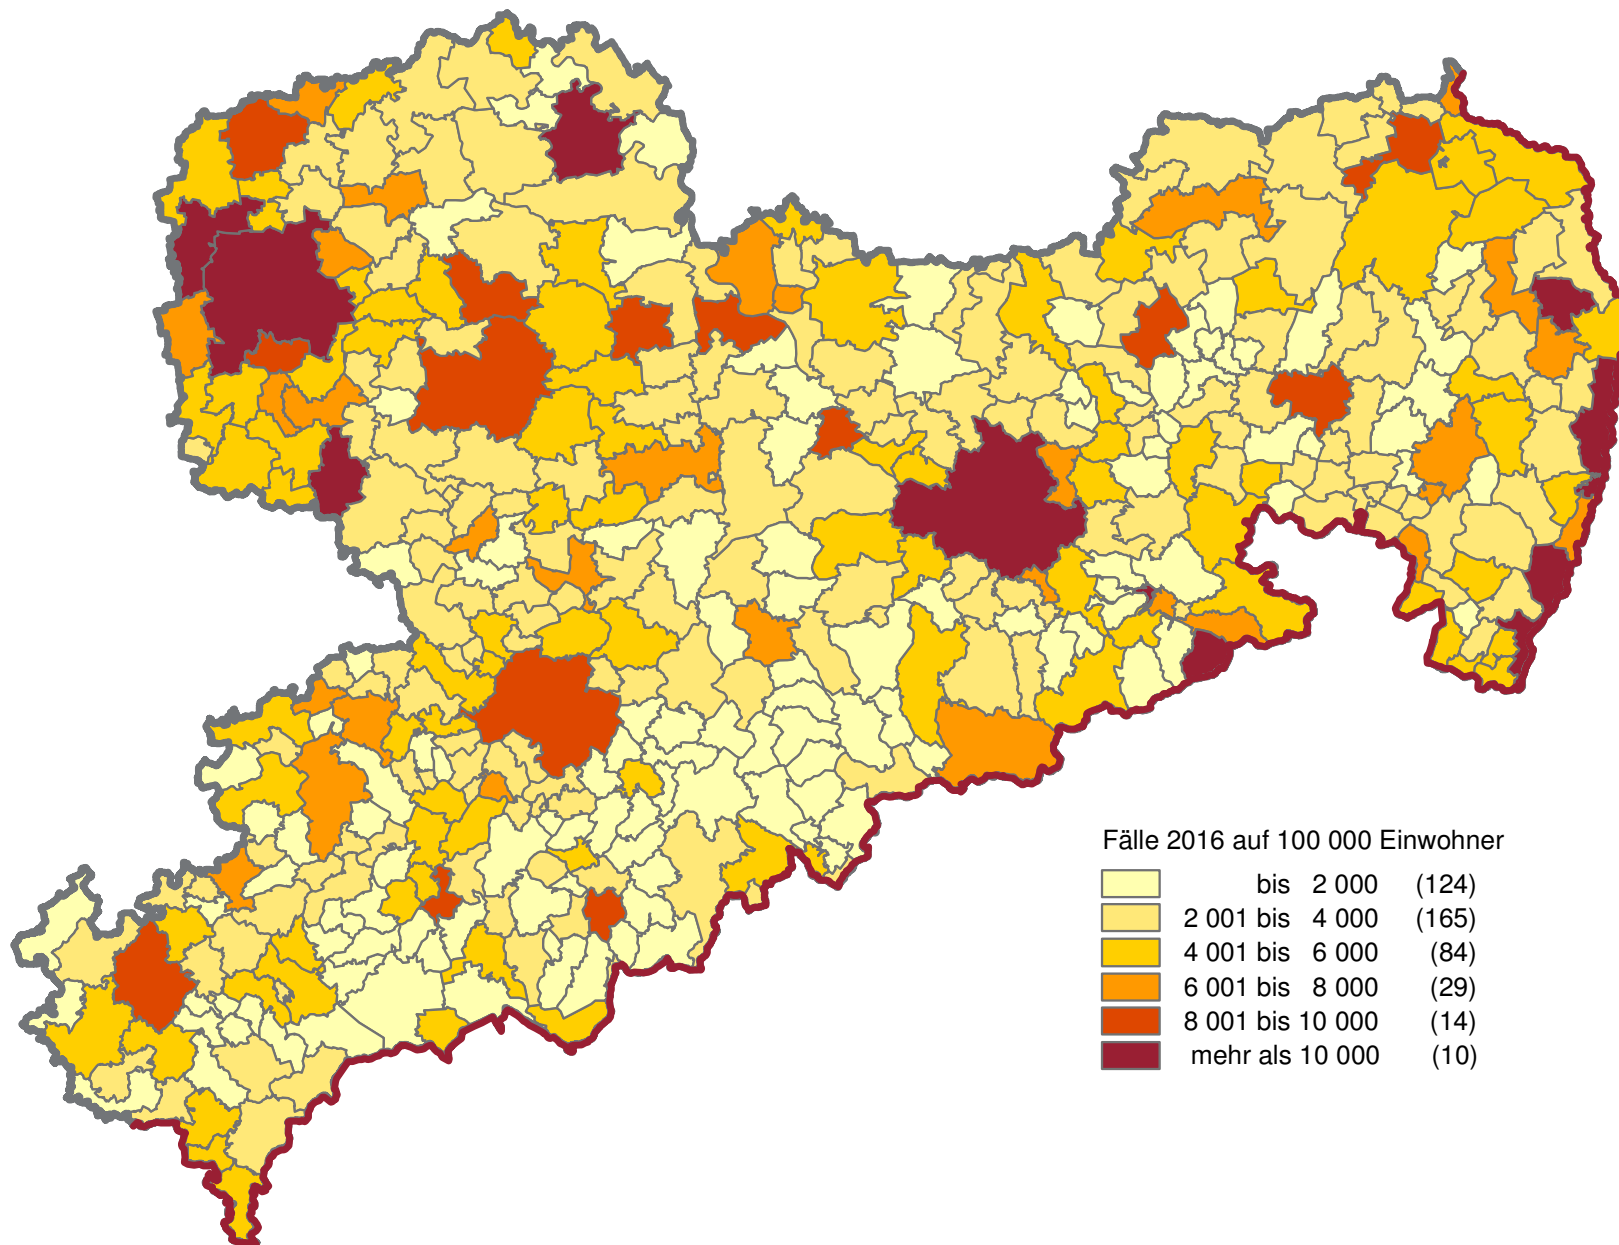 Fälle 2016 auf 100 000 Einwohner
bis 2 000 (124)
2 001 bis 4 000 (165)
4 001 bis 6 000 (84)
6 001 bis 8 000 (29)
8 001 bis 10 000 (14)
mehr als 10 000 (10)